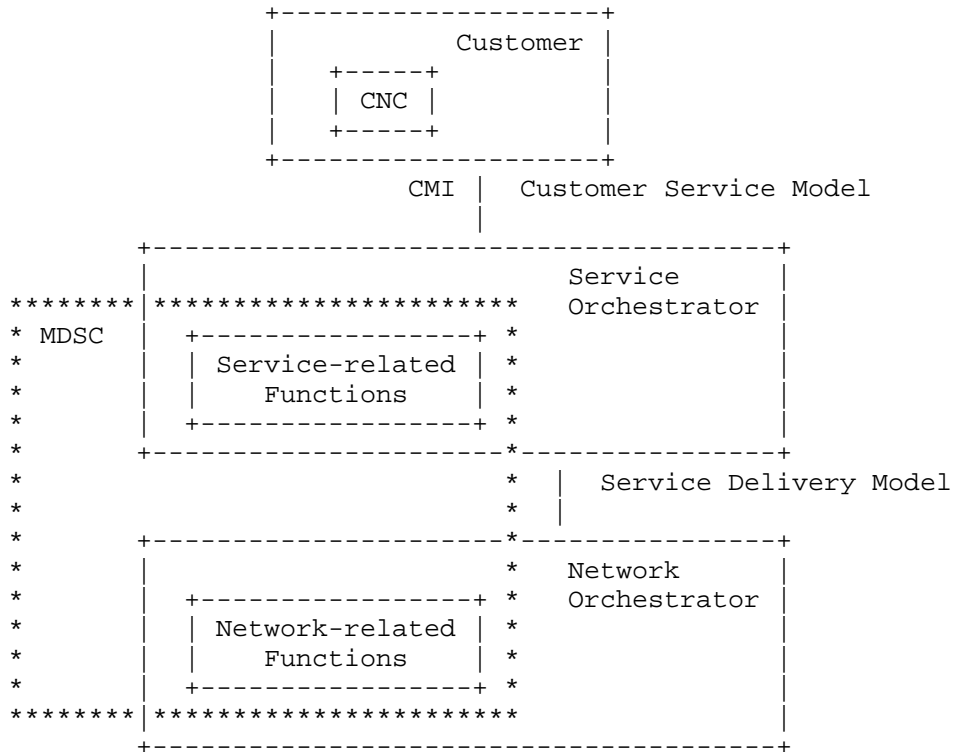 Customer
CNC
CMI | Customer Service Model
Service
Orchestrator
MDSC
Service-related
Functions
Service Delivery Model
Network
Orchestrator
Network-related
Functions